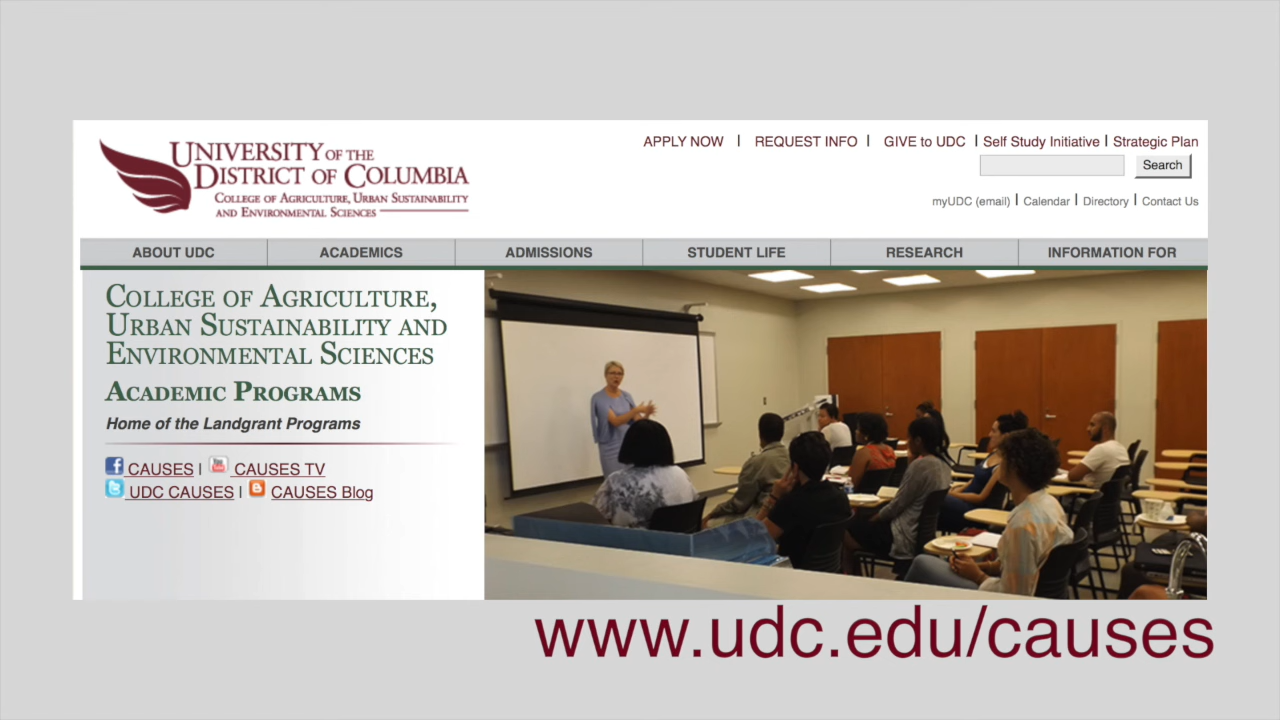 UNIVERSITY OF THE
DISTRICT OF COLUMBIA
COLLEGE OF AGRICULTURE, URBAN SUSTAINABILITY
AND ENVIRONMENTAL SCIENCES
APPLY NOW | REQUEST INFO | GIVE to UDC | Self Study Initiative | Strategic Plan
Search
myUDC (email) | Calendar | Directory | Contact Us
ABOUT UDC ACADEMICS ADMISSIONS STUDENT LIFE RESEARCH INFORMATION FOR
COLLEGE OF AGRICULTURE,
URBAN SUSTAINABILITY AND
ENVIRONMENTAL SCIENCES
ACADEMIC PROGRAMS
Home of the Landgrant Programs
CAUSES | CAUSES TV
UDC CAUSES | CAUSES Blog
www.udc.edu/causes